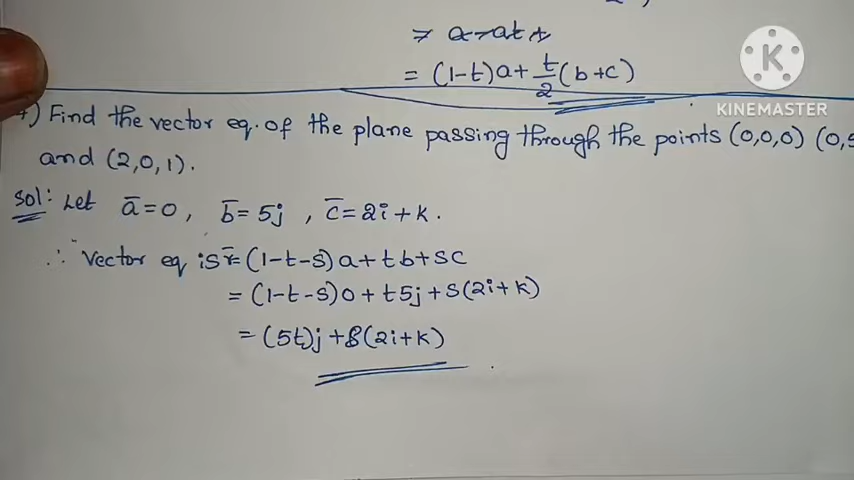 ⇒ a-at+
= (1-t)a+ t/2 (b+c)
K
KINEMASTER
4) Find the vector eq. of the plane passing through the points (0,0,0) (0,5
and (2,0,1).
Sol: Let a̅=0, b̅=5j, c̅=2i+k.
∴ Vector eq is r̅=(1-t-s)a+tb+sc
= (1-t-s)0+t5j+s(2i+k)
= (5t)j+s(2i+k)